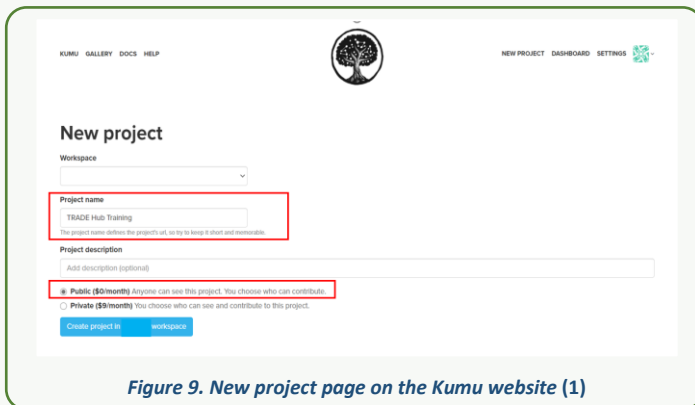 KUMU GALLERY DOCS HELP
NEW PROJECT DASHBOARD SETTINGS
New project
Workspace
Project name
TRADE Hub Training
The project name defines the project's url, so try to keep it short and memorable.
Project description
Add description (optional)
Public ($0/month) Anyone can see this project. You choose who can contribute.
Private ($9/month) You choose who can see and contribute to this project.
Create project in workspace
Figure 9. New project page on the Kumu website (1)